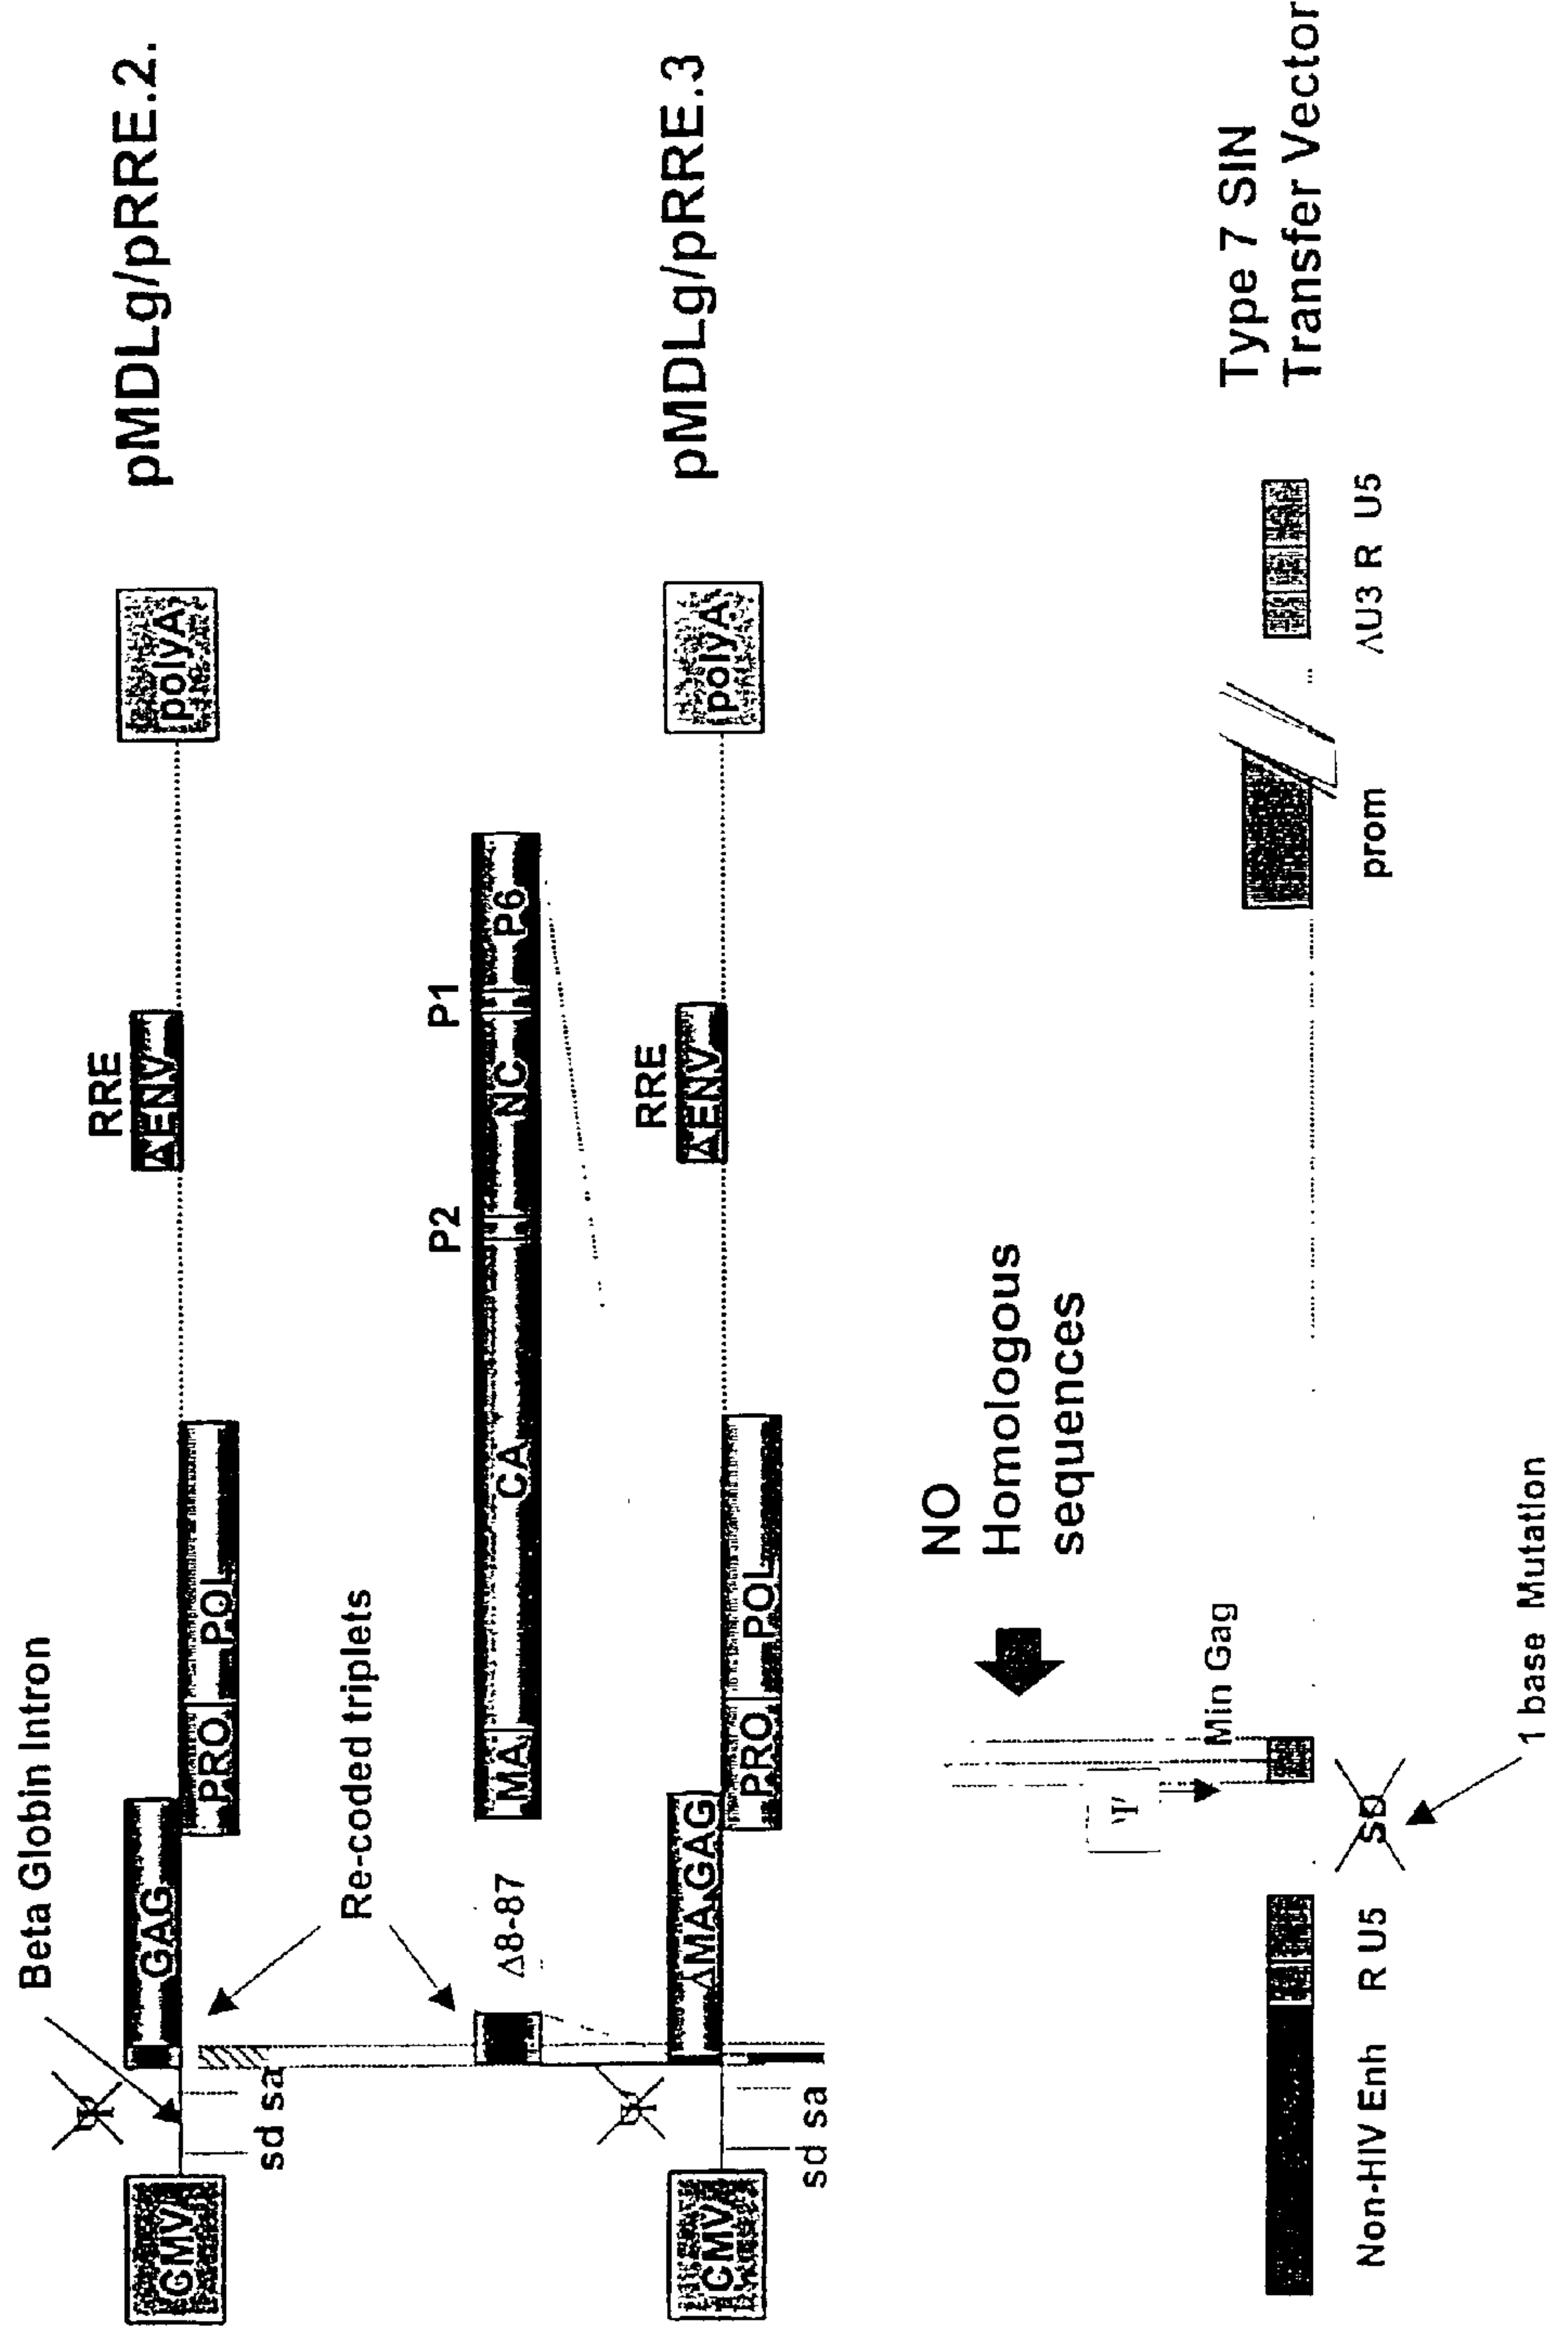 Beta Globin Intron
Ψ
RRE
CMV
GAG
ΔENV
polyA
pMDLg/pRRE.2.
PRO POL
sd sa
Re-coded triplets
P2
P1
Δ8-87
MA
CA
NC
P6
Ψ
RRE
CMV
ΔMA GAG
ΔENV
polyA
pMDLg/pRRE.3
PRO POL
sd sa
NO
Homologous
sequences
Ψ
Min Gag
Type 7 SIN
Transfer Vector
Non-HIV Enh
R U5
SD
prom
ΔU3 R U5
1 base Mutation